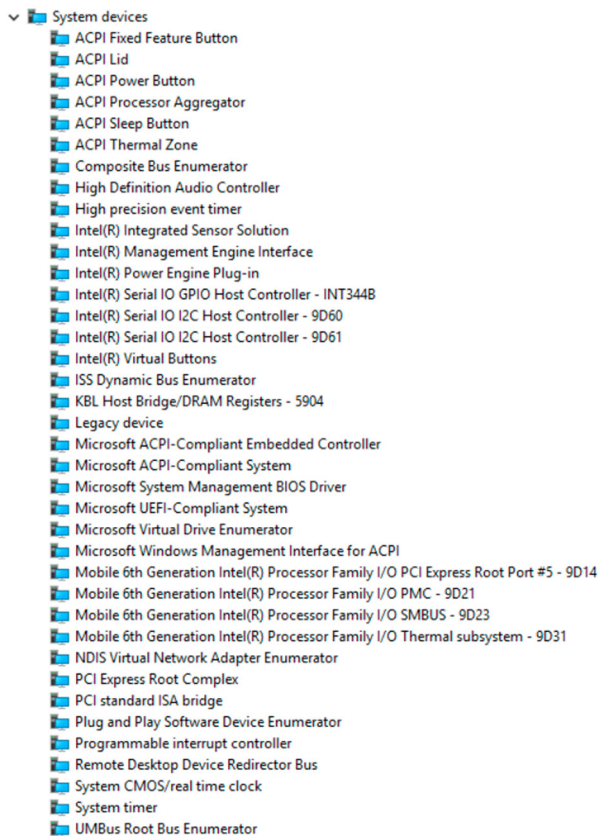 System devices
ACPI Fixed Feature Button
ACPI Lid
ACPI Power Button
ACPI Processor Aggregator
ACPI Sleep Button
ACPI Thermal Zone
Composite Bus Enumerator
High Definition Audio Controller
High precision event timer
Intel(R) Integrated Sensor Solution
Intel(R) Management Engine Interface
Intel(R) Power Engine Plug-in
Intel(R) Serial IO GPIO Host Controller - INT344B
Intel(R) Serial IO I2C Host Controller - 9D60
Intel(R) Serial IO I2C Host Controller - 9D61
Intel(R) Virtual Buttons
ISS Dynamic Bus Enumerator
KBL Host Bridge/DRAM Registers - 5904
Legacy device
Microsoft ACPI-Compliant Embedded Controller
Microsoft ACPI-Compliant System
Microsoft System Management BIOS Driver
Microsoft UEFI-Compliant System
Microsoft Virtual Drive Enumerator
Microsoft Windows Management Interface for ACPI
Mobile 6th Generation Intel(R) Processor Family I/O PCI Express Root Port #5 - 9D14
Mobile 6th Generation Intel(R) Processor Family I/O PMC - 9D21
Mobile 6th Generation Intel(R) Processor Family I/O SMBUS - 9D23
Mobile 6th Generation Intel(R) Processor Family I/O Thermal subsystem - 9D31
NDIS Virtual Network Adapter Enumerator
PCI Express Root Complex
PCI standard ISA bridge
Plug and Play Software Device Enumerator
Programmable interrupt controller
Remote Desktop Device Redirector Bus
System CMOS/real time clock
System timer
UMBus Root Bus Enumerator